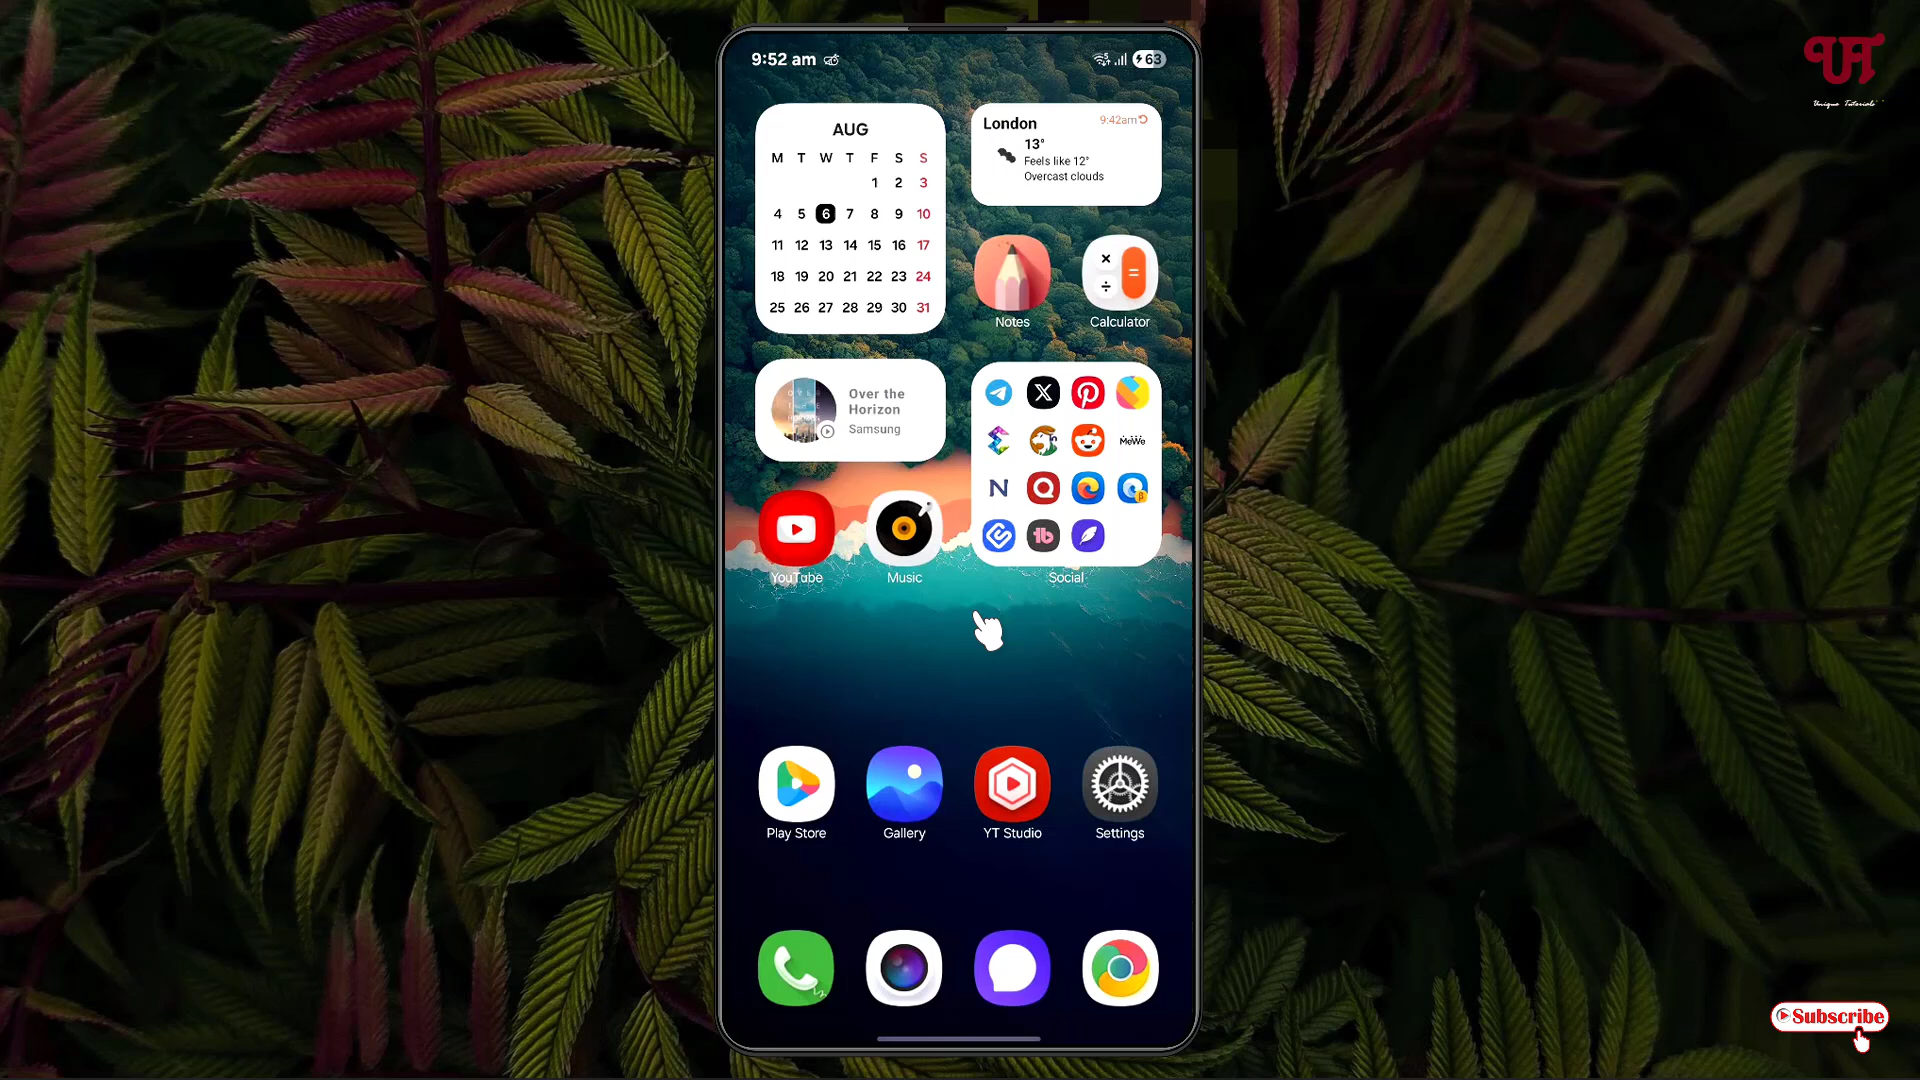 9:52 am
63
AUG
M T W T F S S
1 2 3
4 5 6 7 8 9 10
11 12 13 14 15 16 17
18 19 20 21 22 23 24
25 26 27 28 29 30 31
London
9:42am
13°
Feels like 12°
Overcast clouds
Notes
Calculator
Over the
Horizon
Samsung
MeWe
YouTube
Music
Social
Play Store
Gallery
YT Studio
Settings
Unique Tutorials
Subscribe